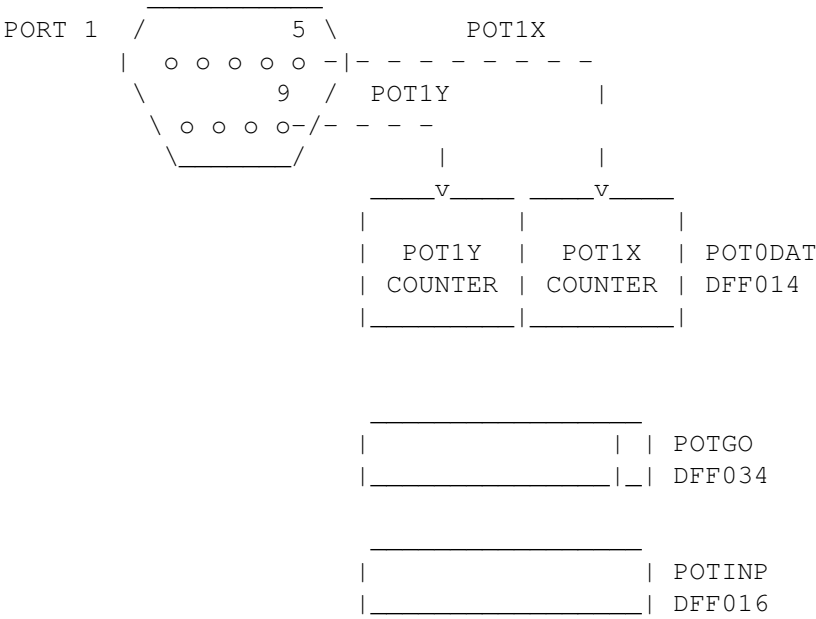 PORT 1 5 POT1X
o o o o o
9 POT1Y
o o o o
v v
POT1Y POT1X POT0DAT
COUNTER COUNTER DFF014
POTGO
DFF034
POTINP
DFF016